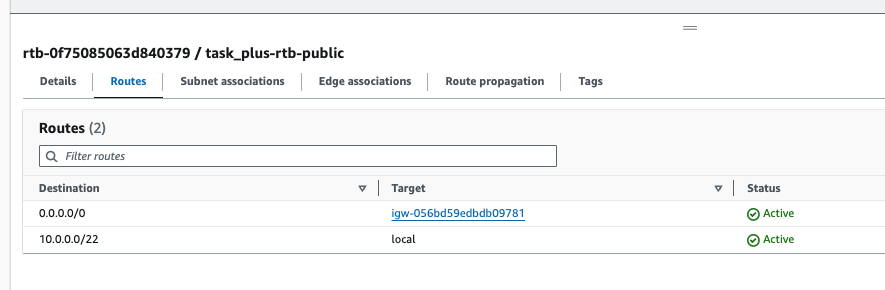 rtb-0f75085063d840379 / task_plus-rtb-public
Details Routes Subnet associations Edge associations Route propagation Tags
Routes (2)
Filter routes
Destination Target Status
0.0.0.0/0 igw-056bd59edbdb09781 Active
10.0.0.0/22 local Active